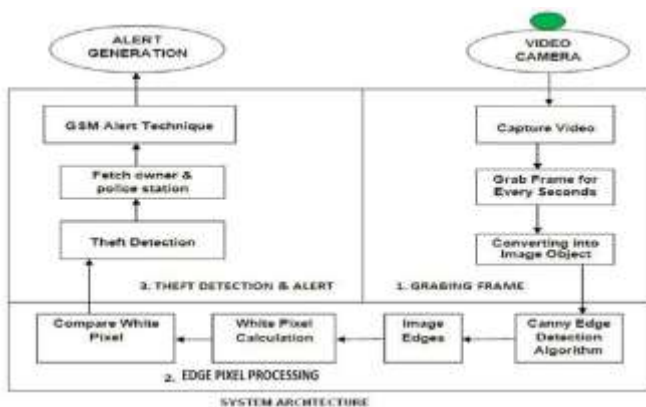 ALERT
GENERATION
VIDEO
CAMERA
GSM Alert Technique
Capture Video
Fetch owner &
police station
Grab Frame for
Every Seconds
Theft Detection
Converting into
Image Object
3. THEFT DETECTION & ALERT
1. GRABING FRAME
Compare White
Pixel
White Pixel
Calculation
Image
Edges
Canny Edge
Detection
Algorithm
2. EDGE PIXEL PROCESSING
SYSTEM ARCHTECTURE